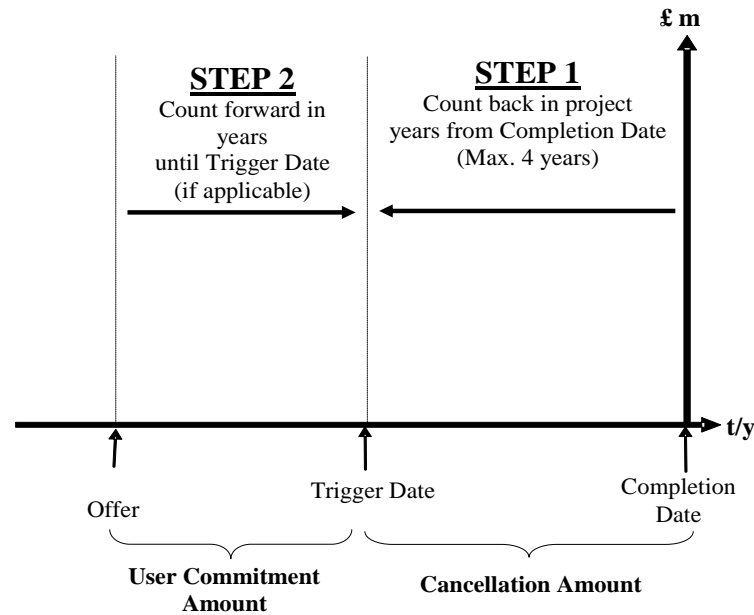 £ m
STEP 2
Count forward in
years
until Trigger Date
(if applicable)
STEP 1
Count back in project
years from Completion Date
(Max. 4 years)
t/y
Offer
Trigger Date
Completion
Date
User Commitment
Amount
Cancellation Amount